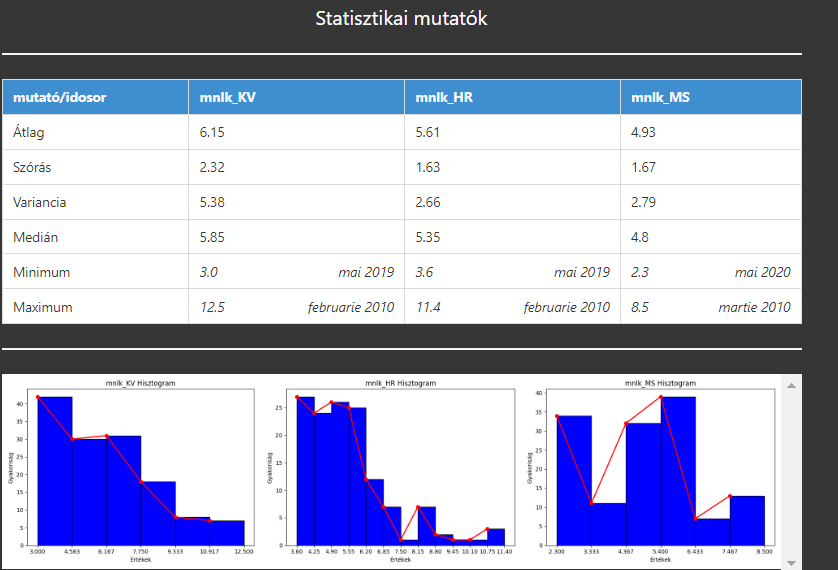 Statisztikai mutatók
mutató/idosor mnlk_KV mnlk_HR mnlk_MS
Átlag 6.15 5.61 4.93
Szórás 2.32 1.63 1.67
Variancia 5.38 2.66 2.79
Medián 5.85 5.35 4.8
Minimum 3.0 mai 2019 3.6 mai 2019 2.3 mai 2020
Maximum 12.5 februarie 2010 11.4 februarie 2010 8.5 martie 2010
mnlk_KV Hisztogram
Gyakoriság
40
35
30
25
20
15
10
5
0
3.000 4.583 6.167 7.750 9.333 10.917 12.500
Értékek
mnlk_HR Hisztogram
Gyakoriság
25
20
15
10
5
0
3.60 4.25 4.90 5.55 6.20 6.85 7.50 8.15 8.80 9.45 10.10 10.75 11.40
Értékek
mnlk_MS Hisztogram
Gyakoriság
40
35
30
25
20
15
10
5
0
2.300 3.333 4.367 5.400 6.433 7.467 8.500
Értékek